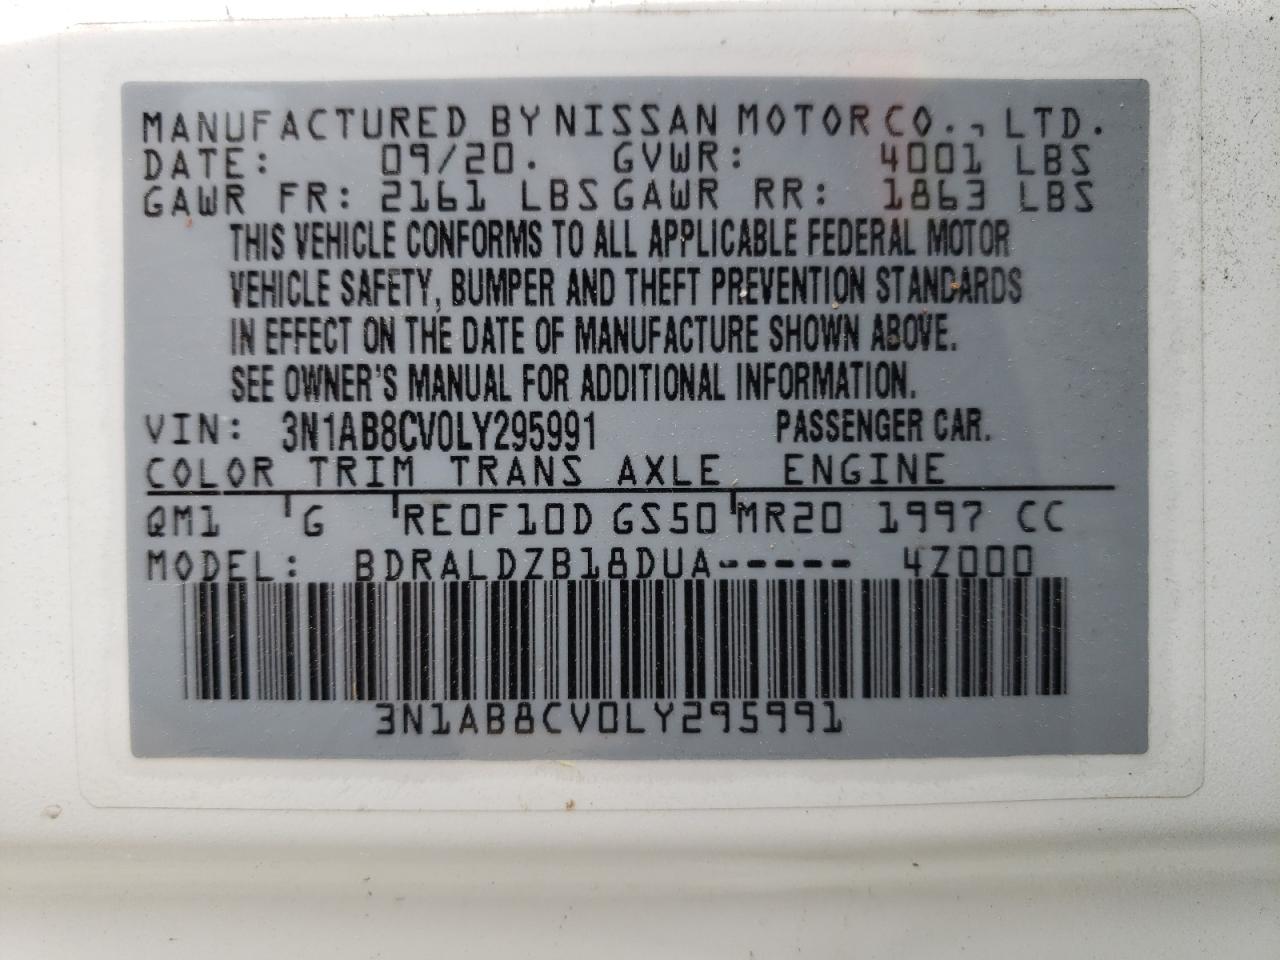 MANUFACTURED BY NISSAN MOTOR CO., LTD.
DATE: 09/20. GVWR: 4001 LBS
GAWR FR: 2161 LBS GAWR RR: 1863 LBS
THIS VEHICLE CONFORMS TO ALL APPLICABLE FEDERAL MOTOR
VEHICLE SAFETY, BUMPER AND THEFT PREVENTION STANDARDS
IN EFFECT ON THE DATE OF MANUFACTURE SHOWN ABOVE.
SEE OWNER'S MANUAL FOR ADDITIONAL INFORMATION.
VIN: 3N1AB8CV0LY295991 PASSENGER CAR.
COLOR TRIM TRANS AXLE ENGINE
QM1 G RE0F10D GS50 MR20 1997 CC
MODEL: BDRALDZB18DUA----- 4Z000
3N1AB8CV0LY295991